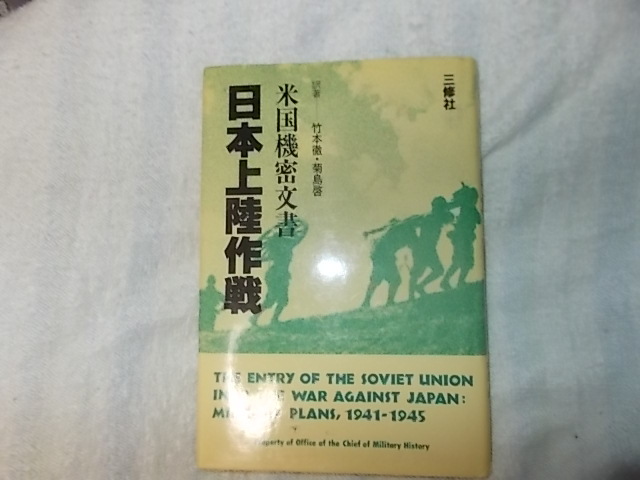 三修社
訳著――竹本徹・菊島啓
米国機密文書
日本上陸作戦
THE ENTRY OF THE SOVIET UNION
THE WAR AGAINST JAPAN:
PLANS, 1941-1945
Property of Office of the Chief of Military History